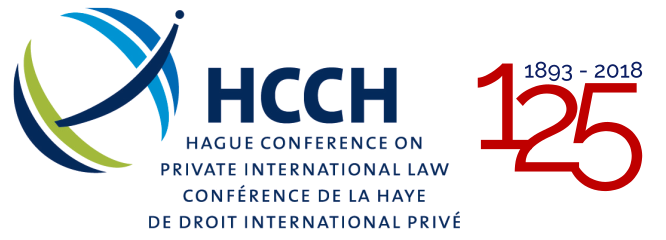 HCCH
HAGUE CONFERENCE ON
PRIVATE INTERNATIONAL LAW
CONFÉRENCE DE LA HAYE
DE DROIT INTERNATIONAL PRIVÉ
1893 - 2018
125